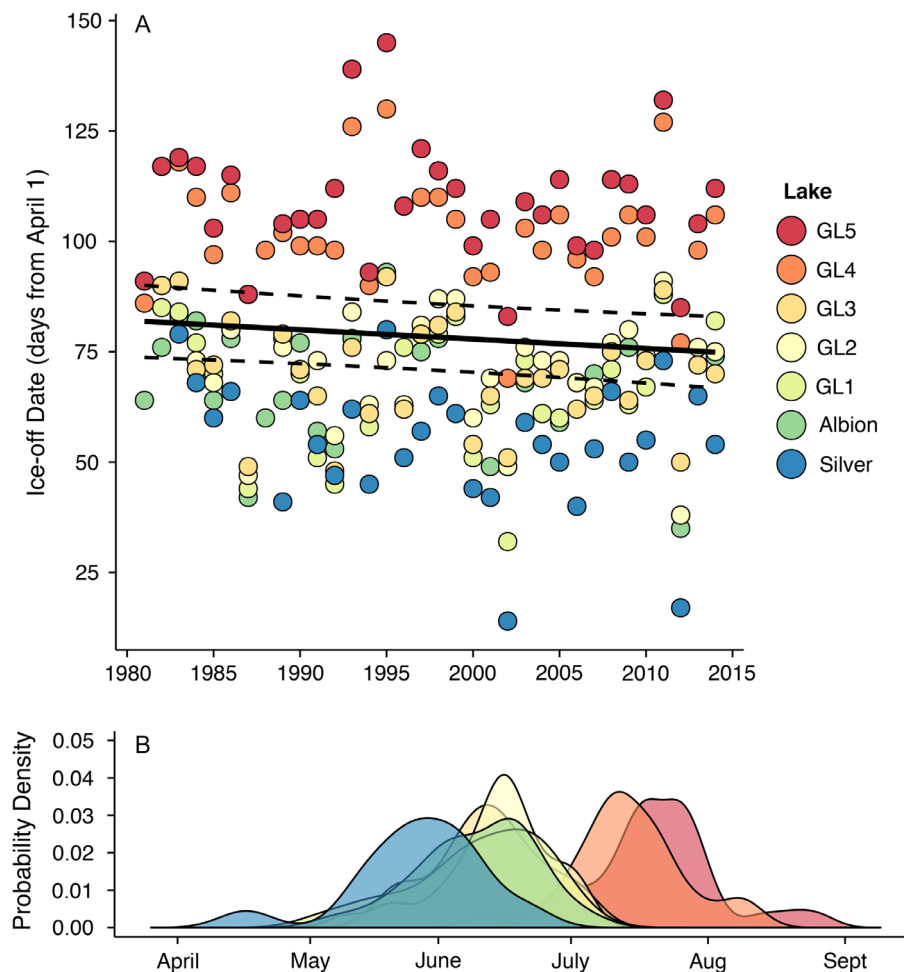 A
Ice-off Date (days from April 1)
150
125
100
75
50
25
1980 1985 1990 1995 2000 2005 2010 2015
Lake
GL5
GL4
GL3
GL2
GL1
Albion
Silver
B
Probability Density
0.05
0.04
0.03
0.02
0.01
0.00
April May June July Aug Sept